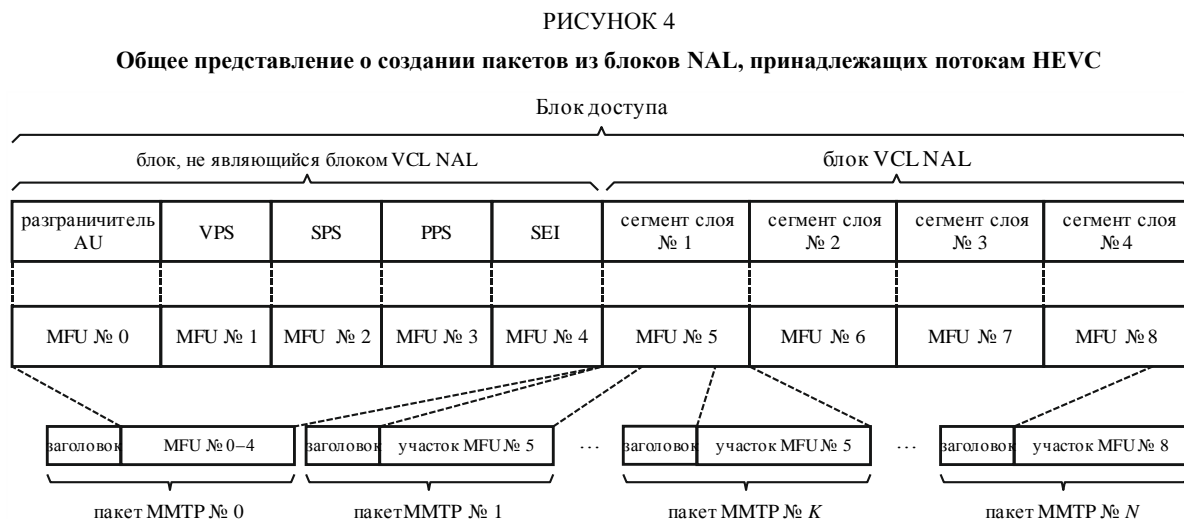 РИСУНОК 4
Общее представление о создании пакетов из блоков NAL, принадлежащих потокам HEVC
Блок доступа
блок, не являющийся блоком VCL NAL
блок VCL NAL
разграничитель
AU
VPS
SPS
PPS
SEI
сегмент слоя
№ 1
сегмент слоя
№ 2
сегмент слоя
№ 3
сегмент слоя
№ 4
MFU № 0
MFU № 1
MFU № 2
MFU № 3
MFU № 4
MFU № 5
MFU № 6
MFU № 7
MFU № 8
заголовок
MFU № 0–4
заголовок
участок MFU № 5
...
заголовок
участок MFU № 5
...
заголовок
участок MFU № 8
пакет MMTP № 0
пакет MMTP № 1
пакет MMTP № K
пакет MMTP № N